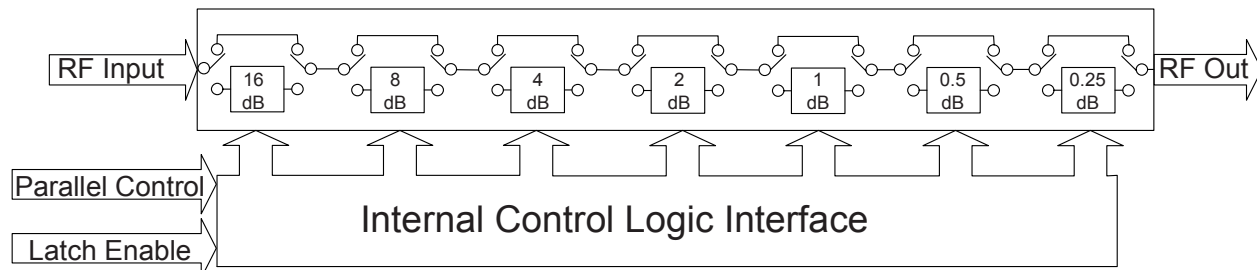 RF Input
16
dB
8
dB
4
dB
2
dB
1
dB
0.5
dB
0.25
dB
RF Out
Parallel Control
Internal Control Logic Interface
Latch Enable